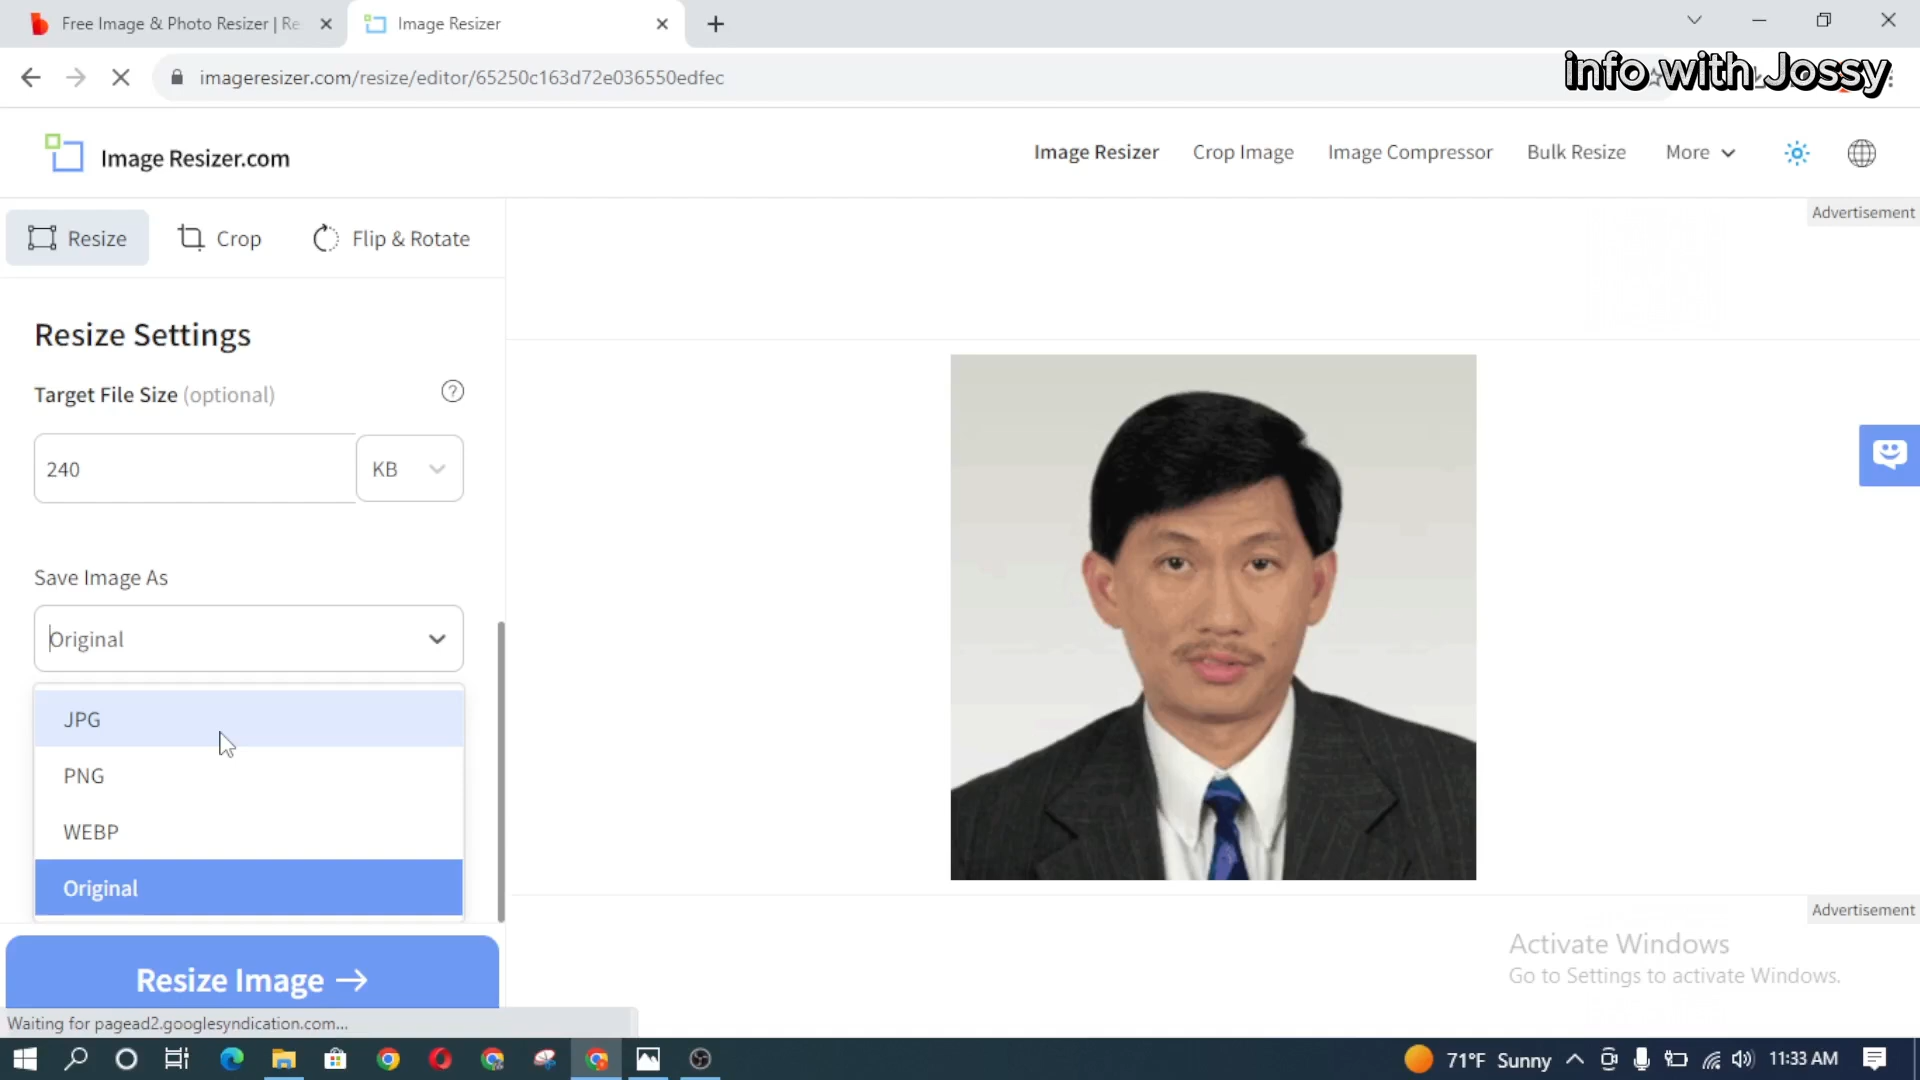 Free Image & Photo Resizer | Re
Image Resizer
imageresizer.com/resize/editor/65250c163d72e036550edfec
info with Jossy
Image Resizer.com
Image Resizer
Crop Image
Image Compressor
Bulk Resize
More
Advertisement
Resize
Crop
Flip & Rotate
Resize Settings
Target File Size (optional)
?
240
KB
Save Image As
Original
JPG
PNG
WEBP
Original
Resize Image →
Advertisement
Activate Windows
Go to Settings to activate Windows.
Waiting for pagead2.googlesyndication.com...
71°F Sunny
11:33 AM